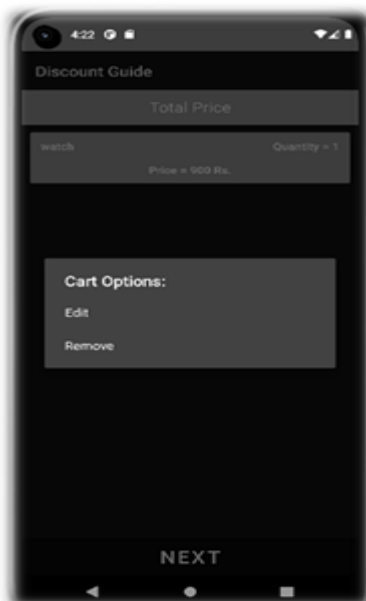 4:22
Discount Guide
Total Price
watch Quantity = 1
Price = 900 Rs.
Cart Options:
Edit
Remove
NEXT